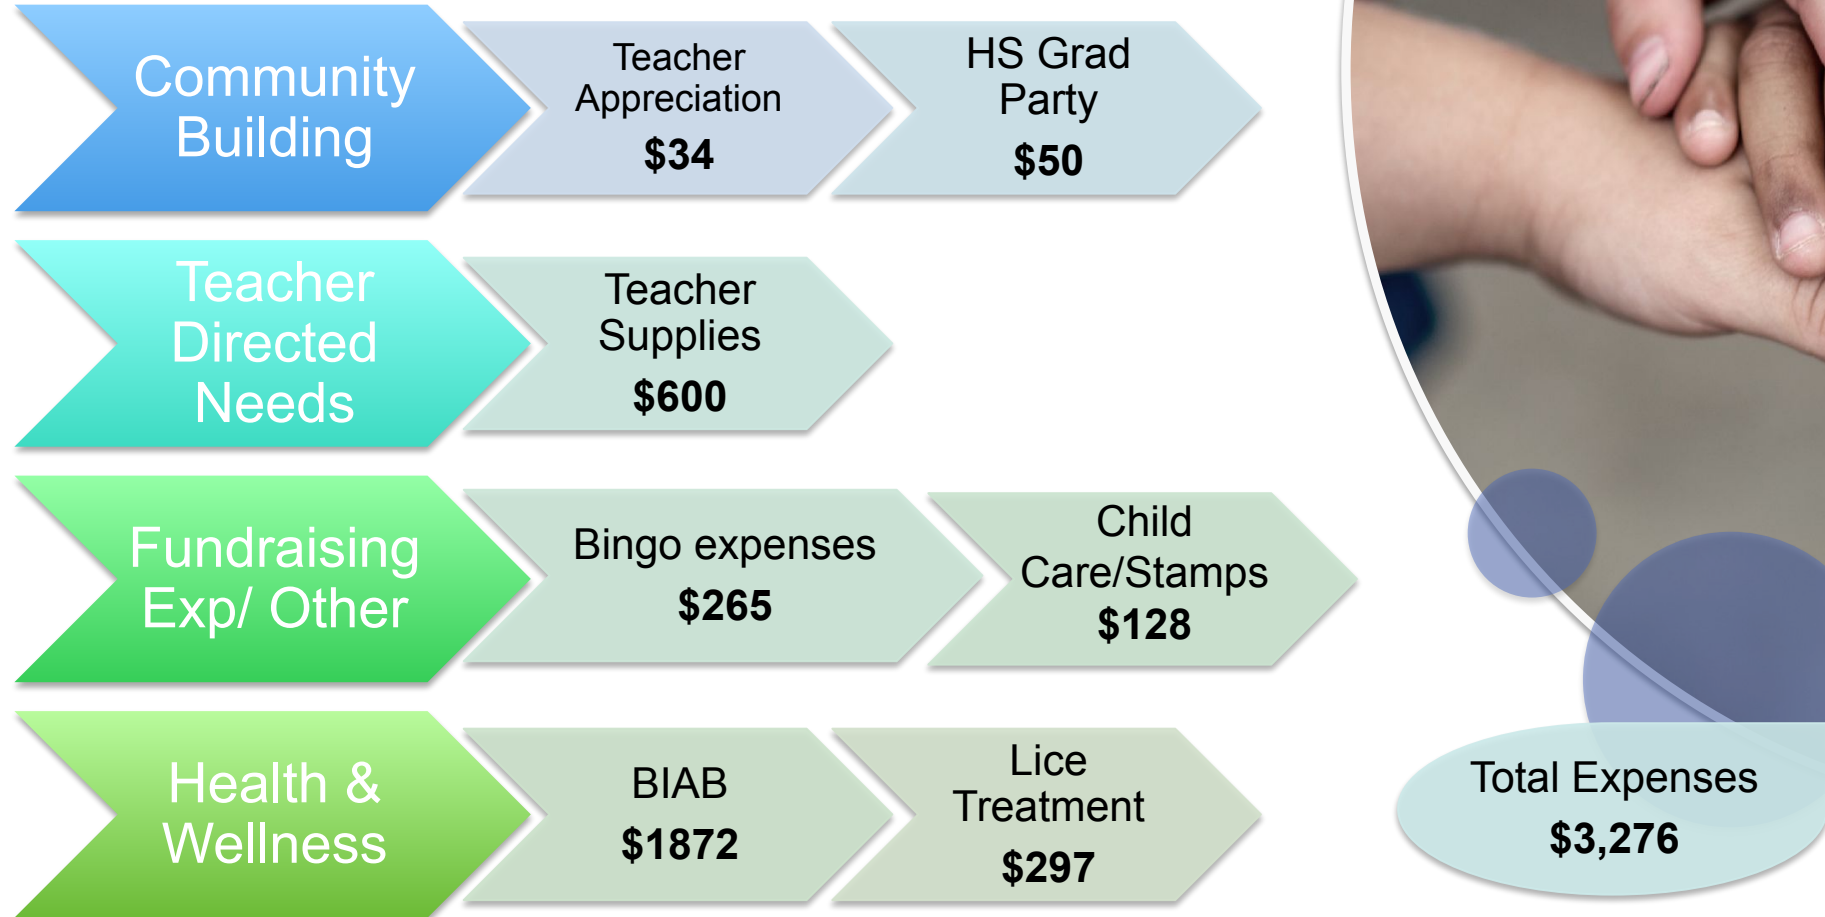 Community
Building
Teacher
Appreciation
$34
HS Grad
Party
$50
Teacher
Directed
Needs
Teacher
Supplies
$600
Fundraising
Exp/ Other
Bingo expenses
$265
Child
Care/Stamps
$128
Health &
Wellness
BIAB
$1872
Lice
Treatment
$297
Total Expenses
$3,276